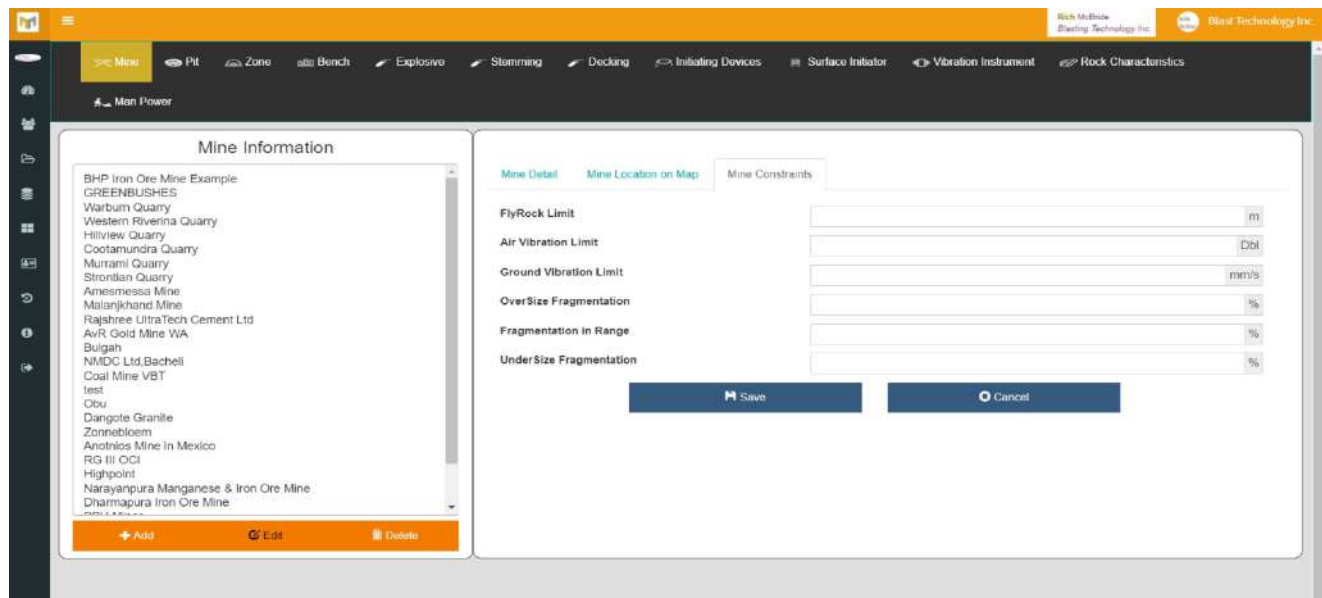 Rich McBride
Blasting Technology Inc.
Blast Technology Inc
Mine
Pit
Zone
Bench
Explosive
Stemming
Decking
Initiating Devices
Surface Initiator
Vibration Instrument
Rock Characteristics
Man Power
Mine Information
BHP Iron Ore Mine Example
GREENBUSHES
Warburn Quarry
Western Riverina Quarry
Hillview Quarry
Cootamundra Quarry
Murrami Quarry
Strontian Quarry
Amesmessa Mine
Malanjkhand Mine
Rajshree UltraTech Cement Ltd
AvR Gold Mine WA
Bulgah
NMDC Ltd,Bacheli
Coal Mine VBT
test
Obu
Dangote Granite
Zonnebloem
Anotnios Mine in Mexico
RG III OCI
Highpoint
Narayanpura Manganese & Iron Ore Mine
Dharmapura Iron Ore Mine
Add
Edit
Delete
Mine Detail
Mine Location on Map
Mine Constraints
FlyRock Limit
m
Air Vibration Limit
Dbl
Ground Vibration Limit
mm/s
OverSize Fragmentation
%
Fragmentation in Range
%
UnderSize Fragmentation
%
Save
Cancel